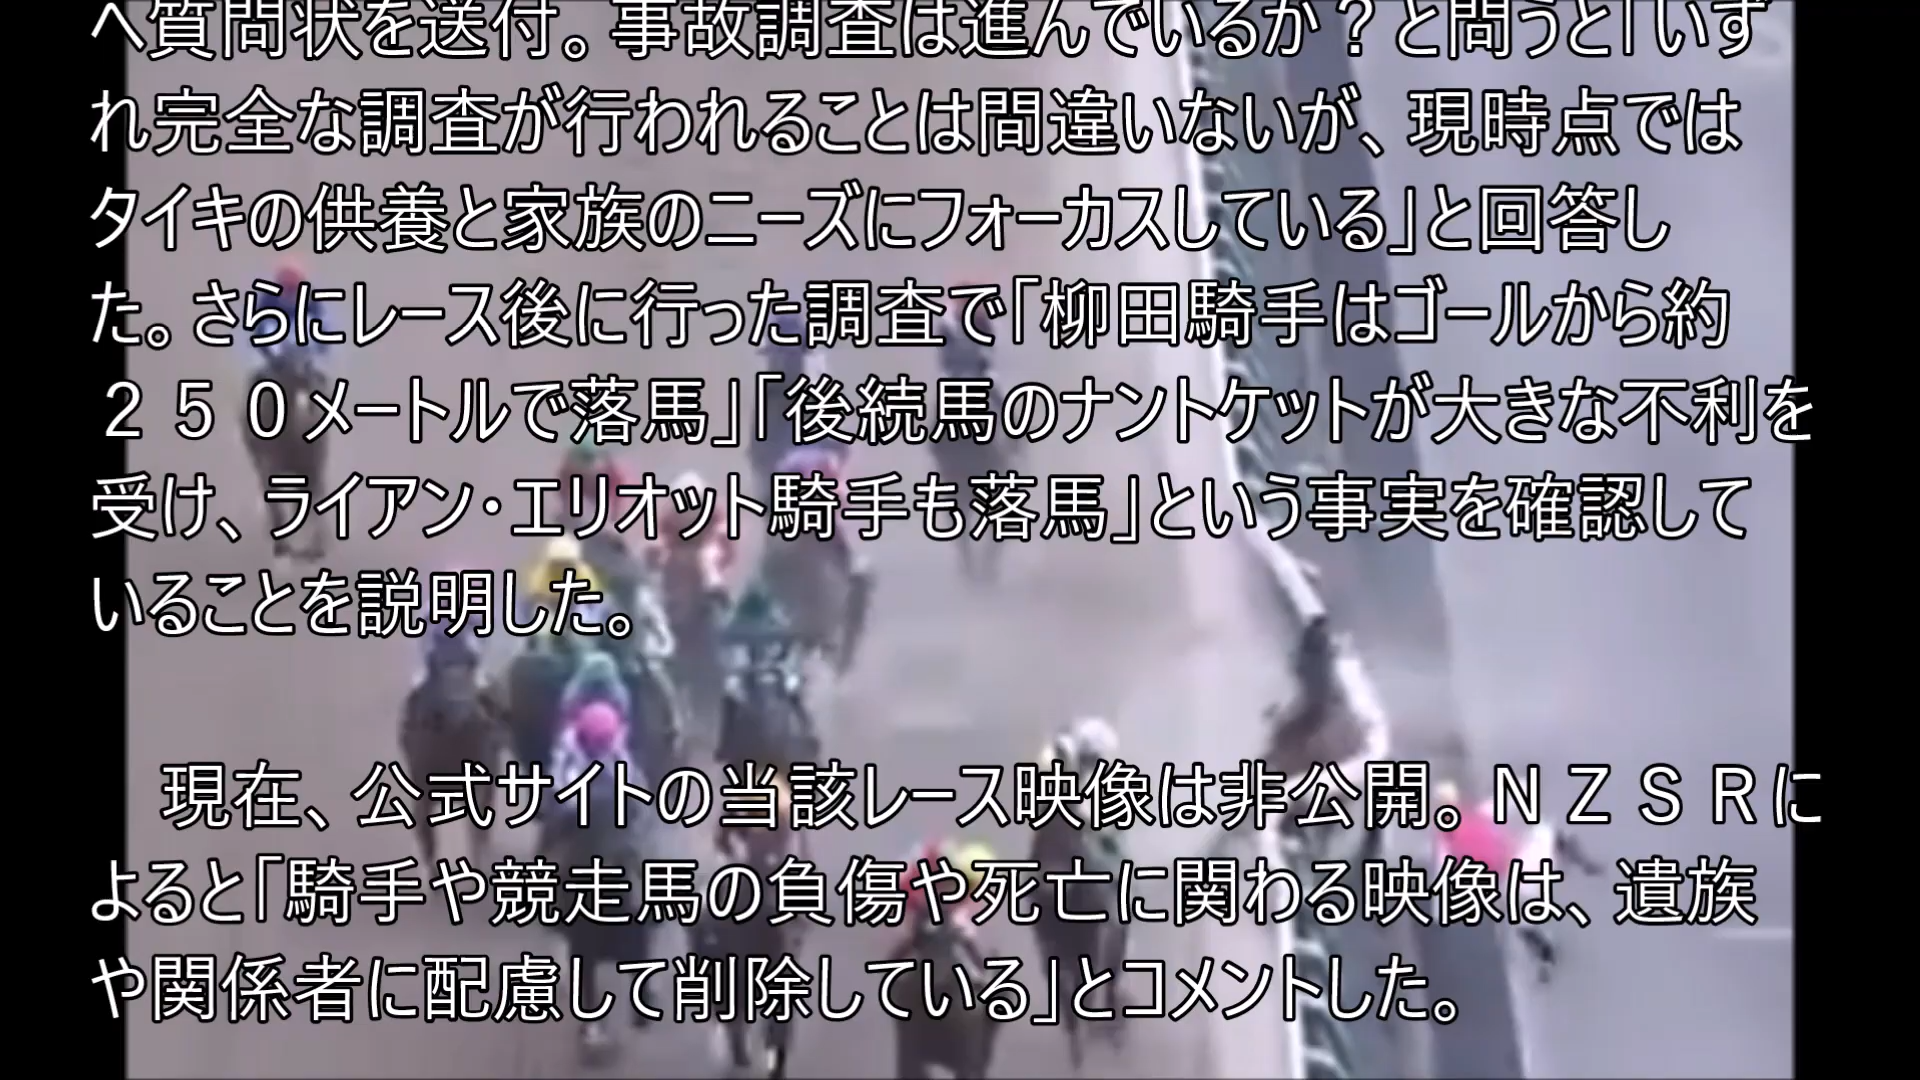 へ質問状を送付。事故調査は進んでいるか？と問うと「いず
れ完全な調査が行われることは間違いないが、現時点では
タイキの供養と家族のニーズにフォーカスしている」と回答し
た。さらにレース後に行った調査で「柳田騎手はゴールから約
２５０メートルで落馬」「後続馬のナントケットが大きな不利を
受け、ライアン・エリオット騎手も落馬」という事実を確認して
いることを説明した。
　現在、公式サイトの当該レース映像は非公開。ＮＺＳＲに
よると「騎手や競走馬の負傷や死亡に関わる映像は、遺族
や関係者に配慮して削除している」とコメントした。